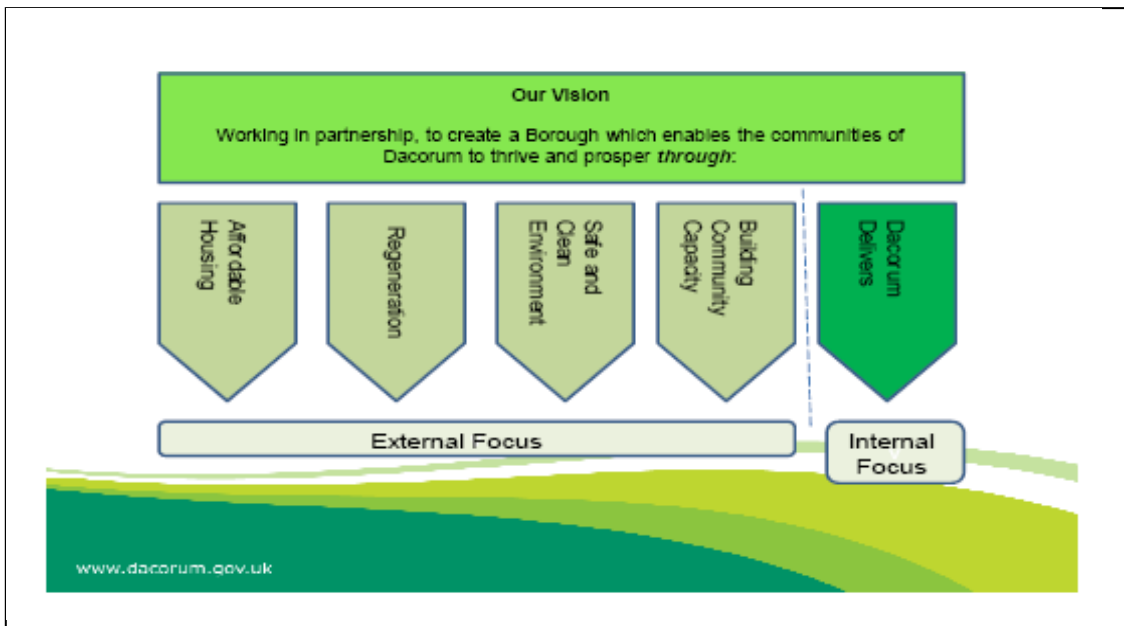 Our Vision
Working in partnership, to create a Borough which enables the communities of
Dacorum to thrive and prosper through:
Affordable
Housing
Regeneration
Safe and
Clean
Environment
Building
Community
Capacity
Dacorum
Delivers
External Focus
Internal
Focus
www.dacorum.gov.uk